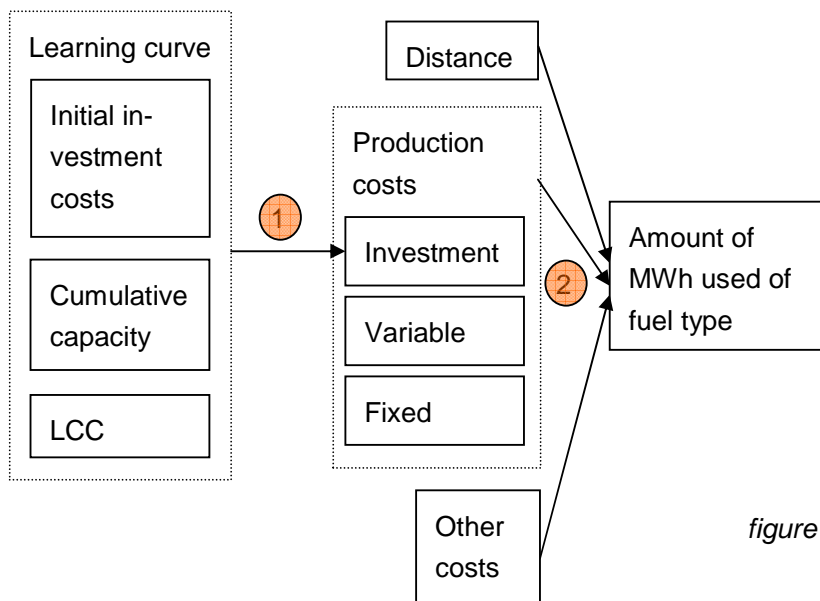 Learning curve
Initial in-
vestment
costs
Cumulative
capacity
LCC
1
Distance
Production
costs
Investment
Variable
Fixed
2
Other
costs
Amount of
MWh used of
fuel type
figure